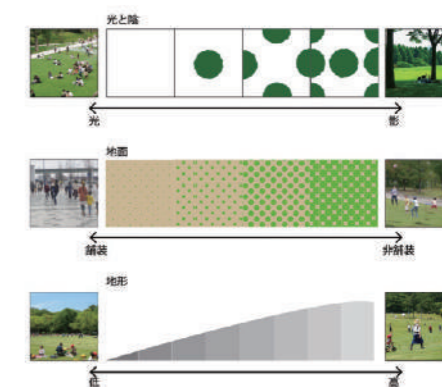 光と陰
光
影
地面
舗装
非舗装
地形
低
高